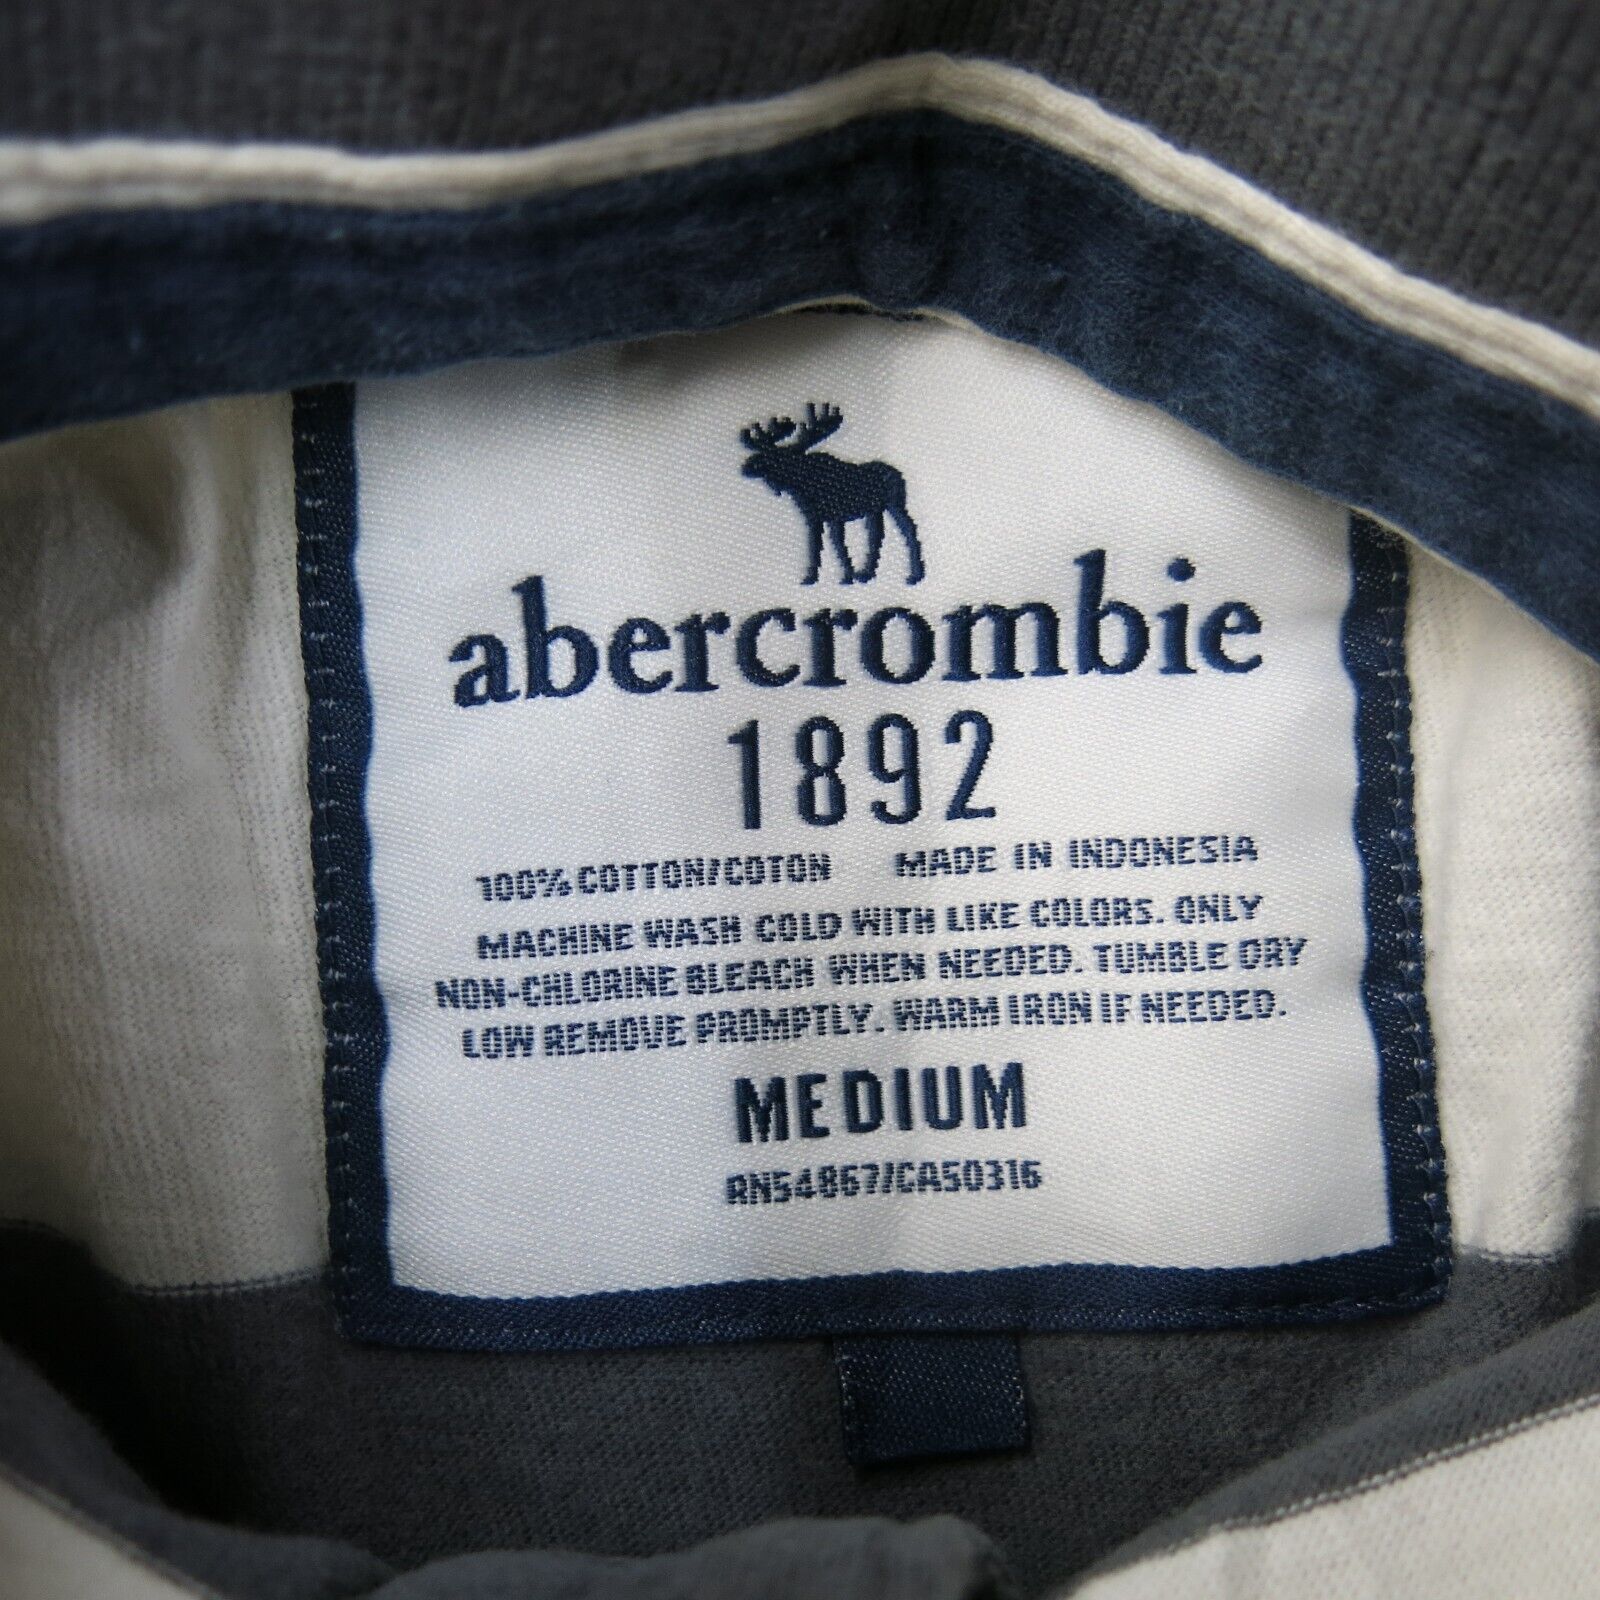 abercrombie
1892
100% COTTON/COTON MADE IN INDONESIA
MACHINE WASH COLD WITH LIKE COLORS. ONLY
NON-CHLORINE BLEACH WHEN NEEDED. TUMBLE DRY
LOW REMOVE PROMPTLY. WARM IRON IF NEEDED.
MEDIUM
RN54867/CA50316